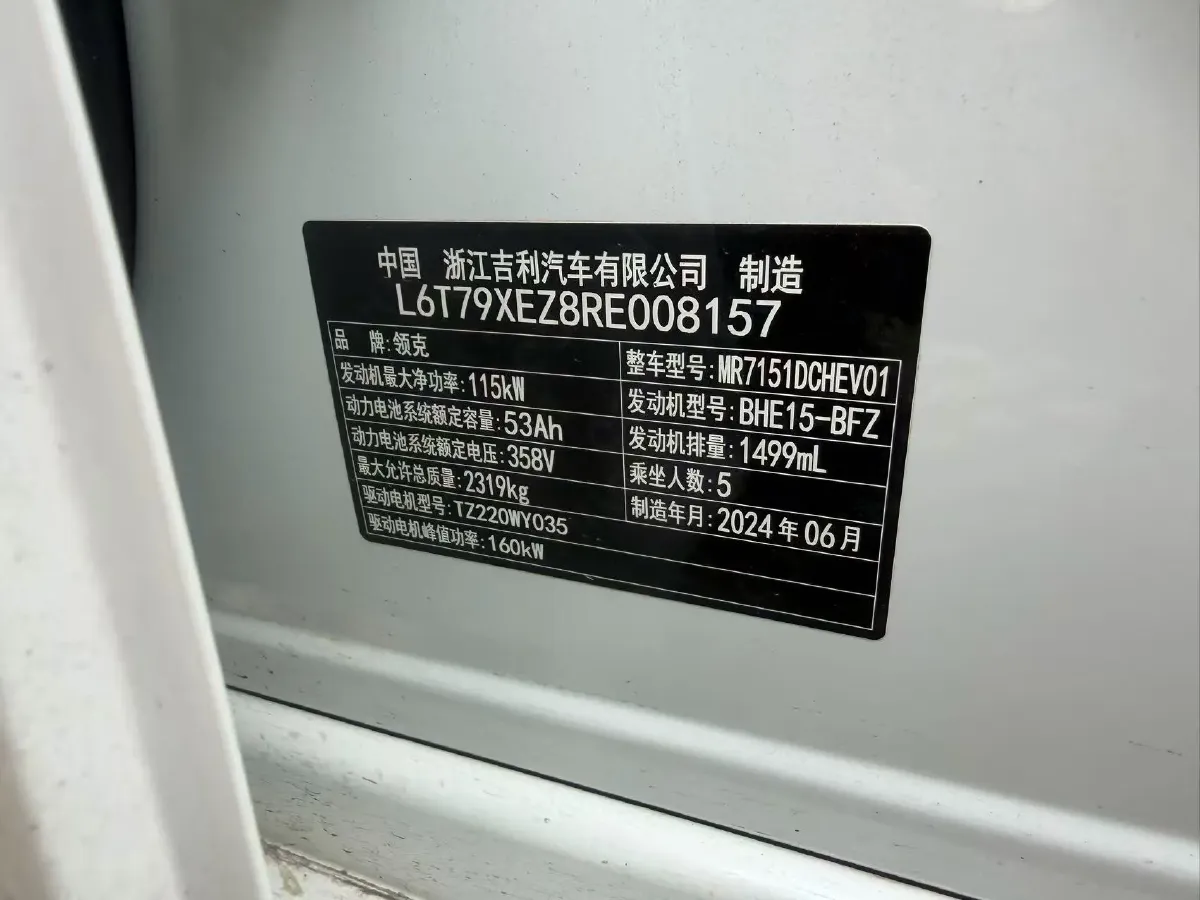 中国 浙江吉利汽车有限公司 制造
L6T79XEZ8RE008157
品 牌:领克
整车型号:MR7151DCHEV01
发动机最大净功率:115kW
发动机型号:BHE15-BFZ
动力电池系统额定容量:53Ah
发动机排量:1499mL
动力电池系统额定电压:358V
乘坐人数:5
最大允许总质量:2319kg
制造年月:2024年06月
驱动电机型号:TZ220WY035
驱动电机峰值功率:160kW